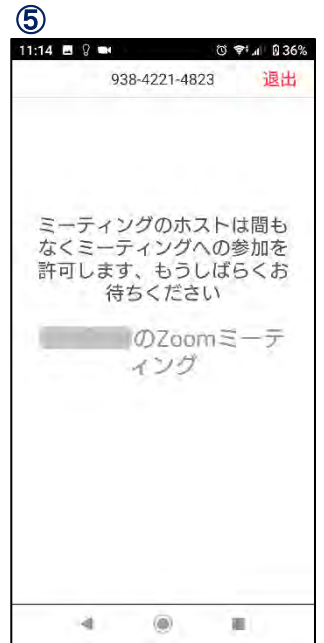 ⑤
11:14 36%
938-4221-4823 退出
ミーティングのホストは間も
なくミーティングへの参加を
許可します、もうしばらくお
待ちください
のZoomミーテ
ィング